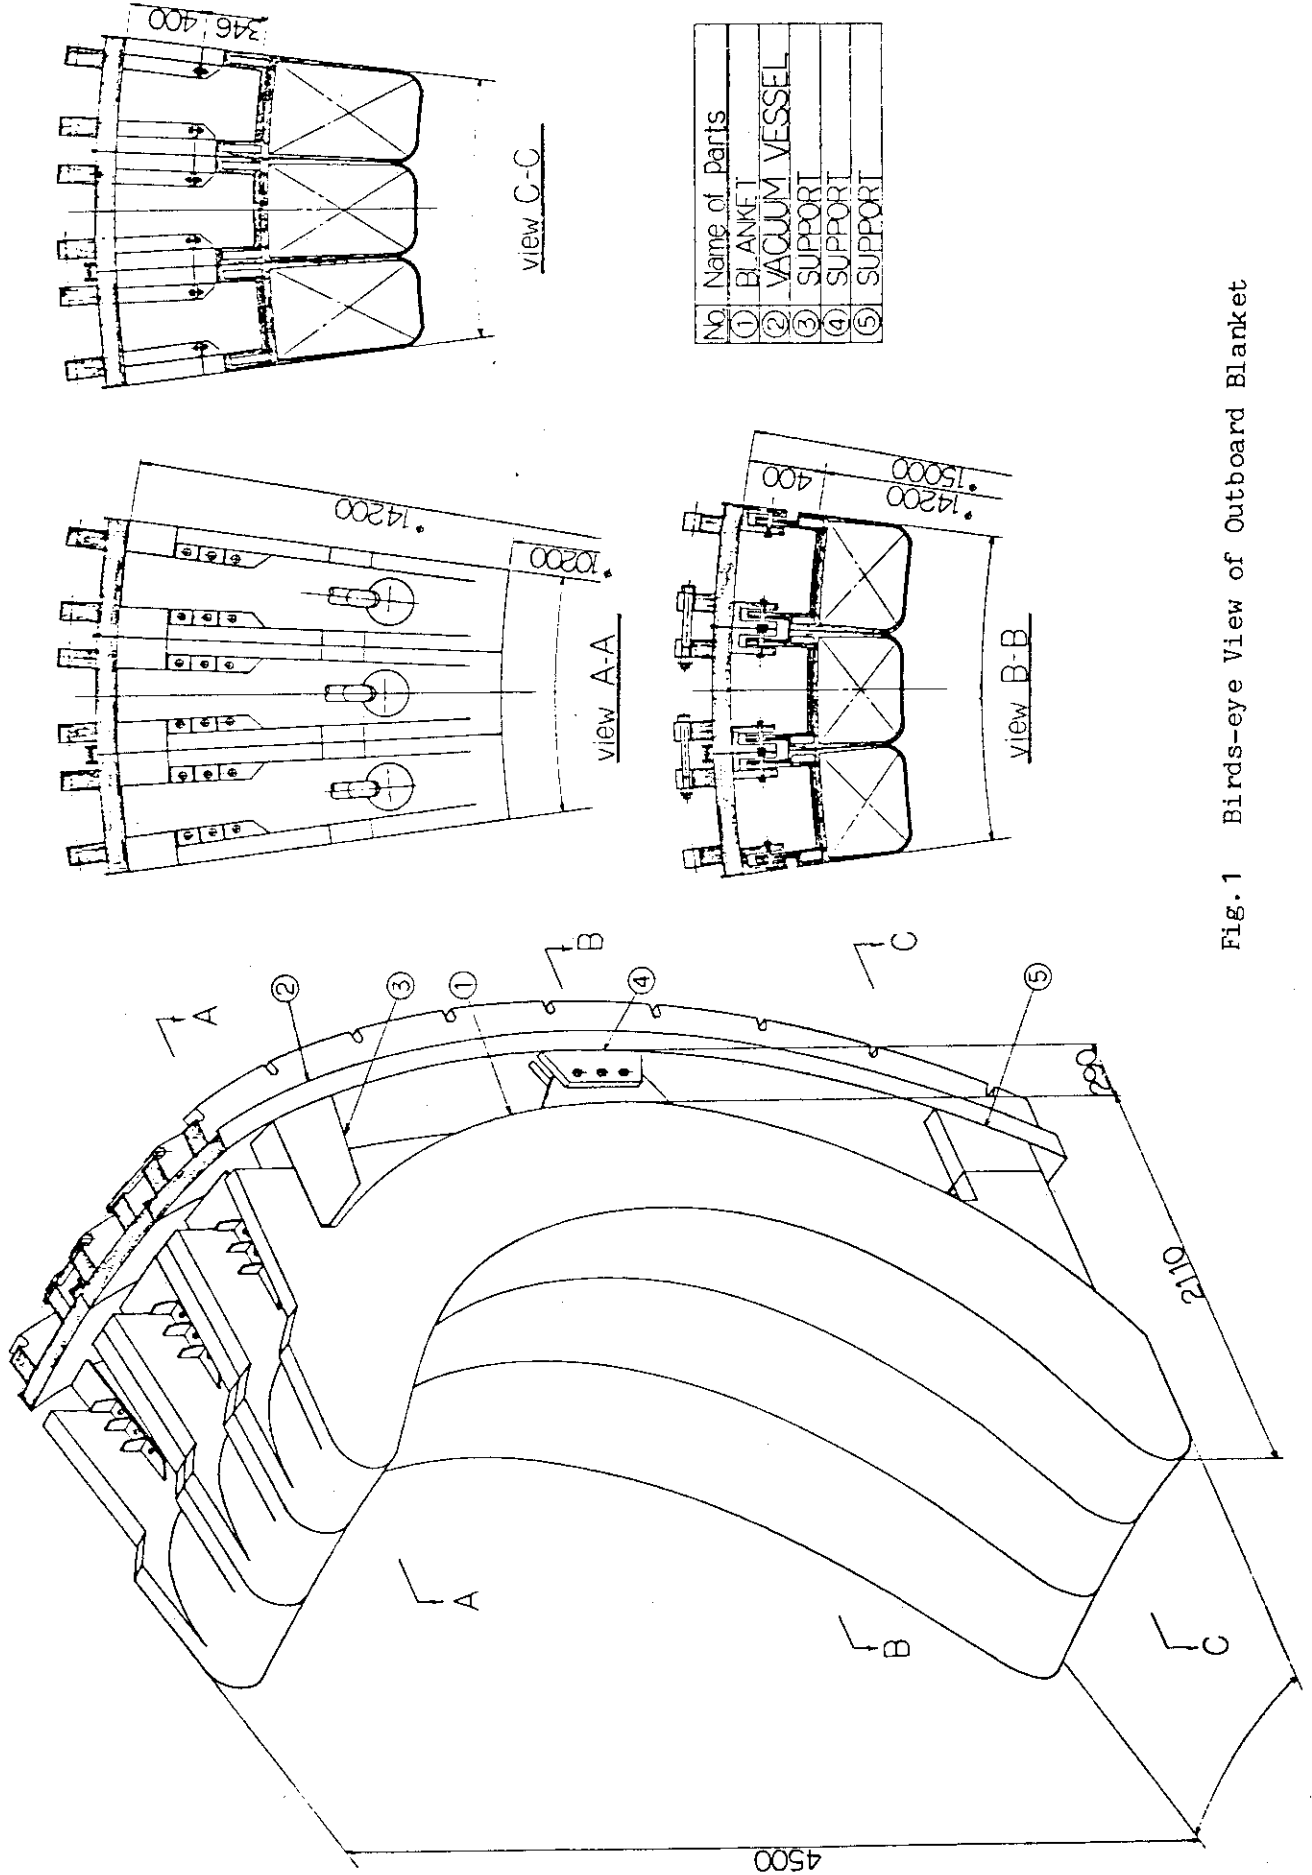 A
②
③
①
B
④
C
⑤
290
2110
A
B
C
4500
14200
10200
view A-A
400
15000
14200
view B-B
400
346
view C-C
No Name of Parts
① BLANKET
② VACUUM VESSEL
③ SUPPORT
④ SUPPORT
⑤ SUPPORT
Fig.1 Birds-eye View of Outboard Blanket